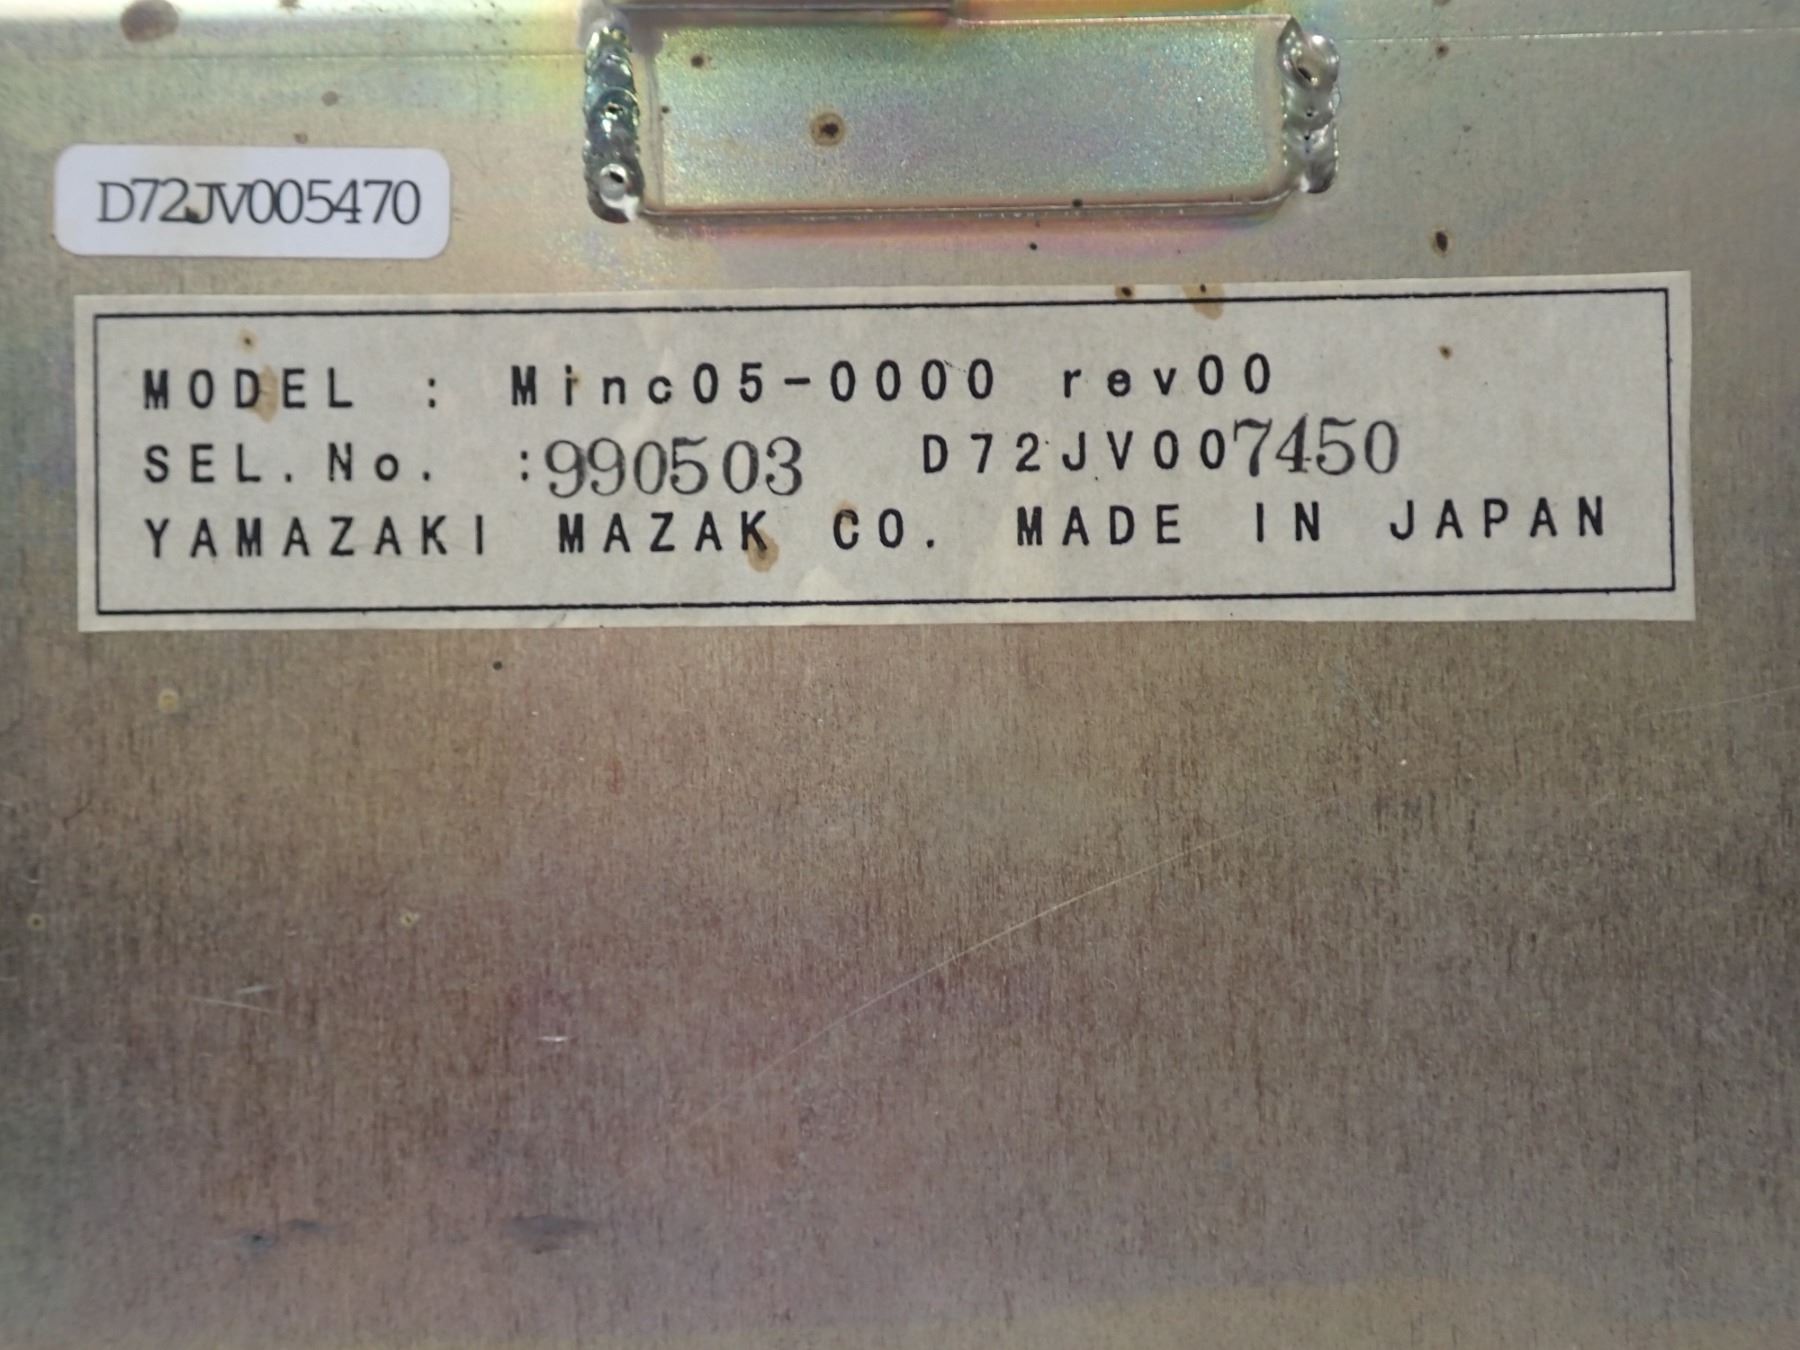 D72JV005470
MODEL : Minc05-0000 rev00
SEL.No. :990503 D72JV007450
YAMAZAKI MAZAK CO. MADE IN JAPAN